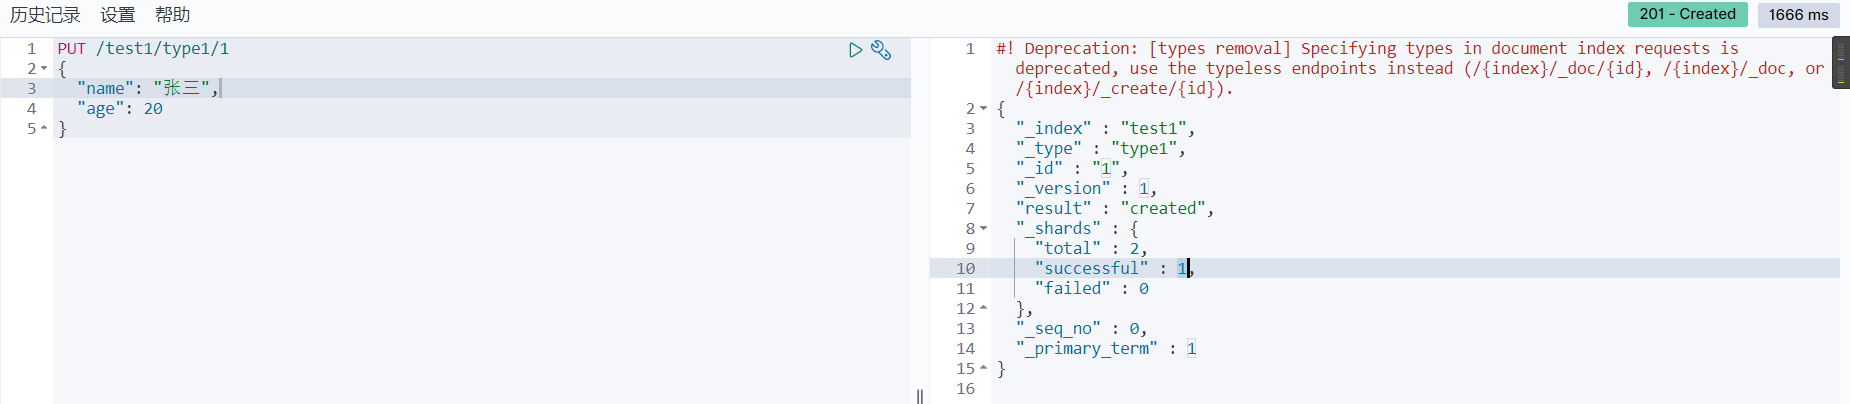 历史记录 设置 帮助
201 - Created 1666 ms
1 PUT /test1/type1/1
2 {
3 "name": "张三",
4 "age": 20
5 }
1 #! Deprecation: [types removal] Specifying types in document index requests is
deprecated, use the typeless endpoints instead (/{index}/_doc/{id}, /{index}/_doc, or
/{index}/_create/{id}).
2 {
3 "_index" : "test1",
4 "_type" : "type1",
5 "_id" : "1",
6 "_version" : 1,
7 "result" : "created",
8 "_shards" : {
9 "total" : 2,
10 "successful" : 1,
11 "failed" : 0
12 },
13 "_seq_no" : 0,
14 "_primary_term" : 1
15 }
16